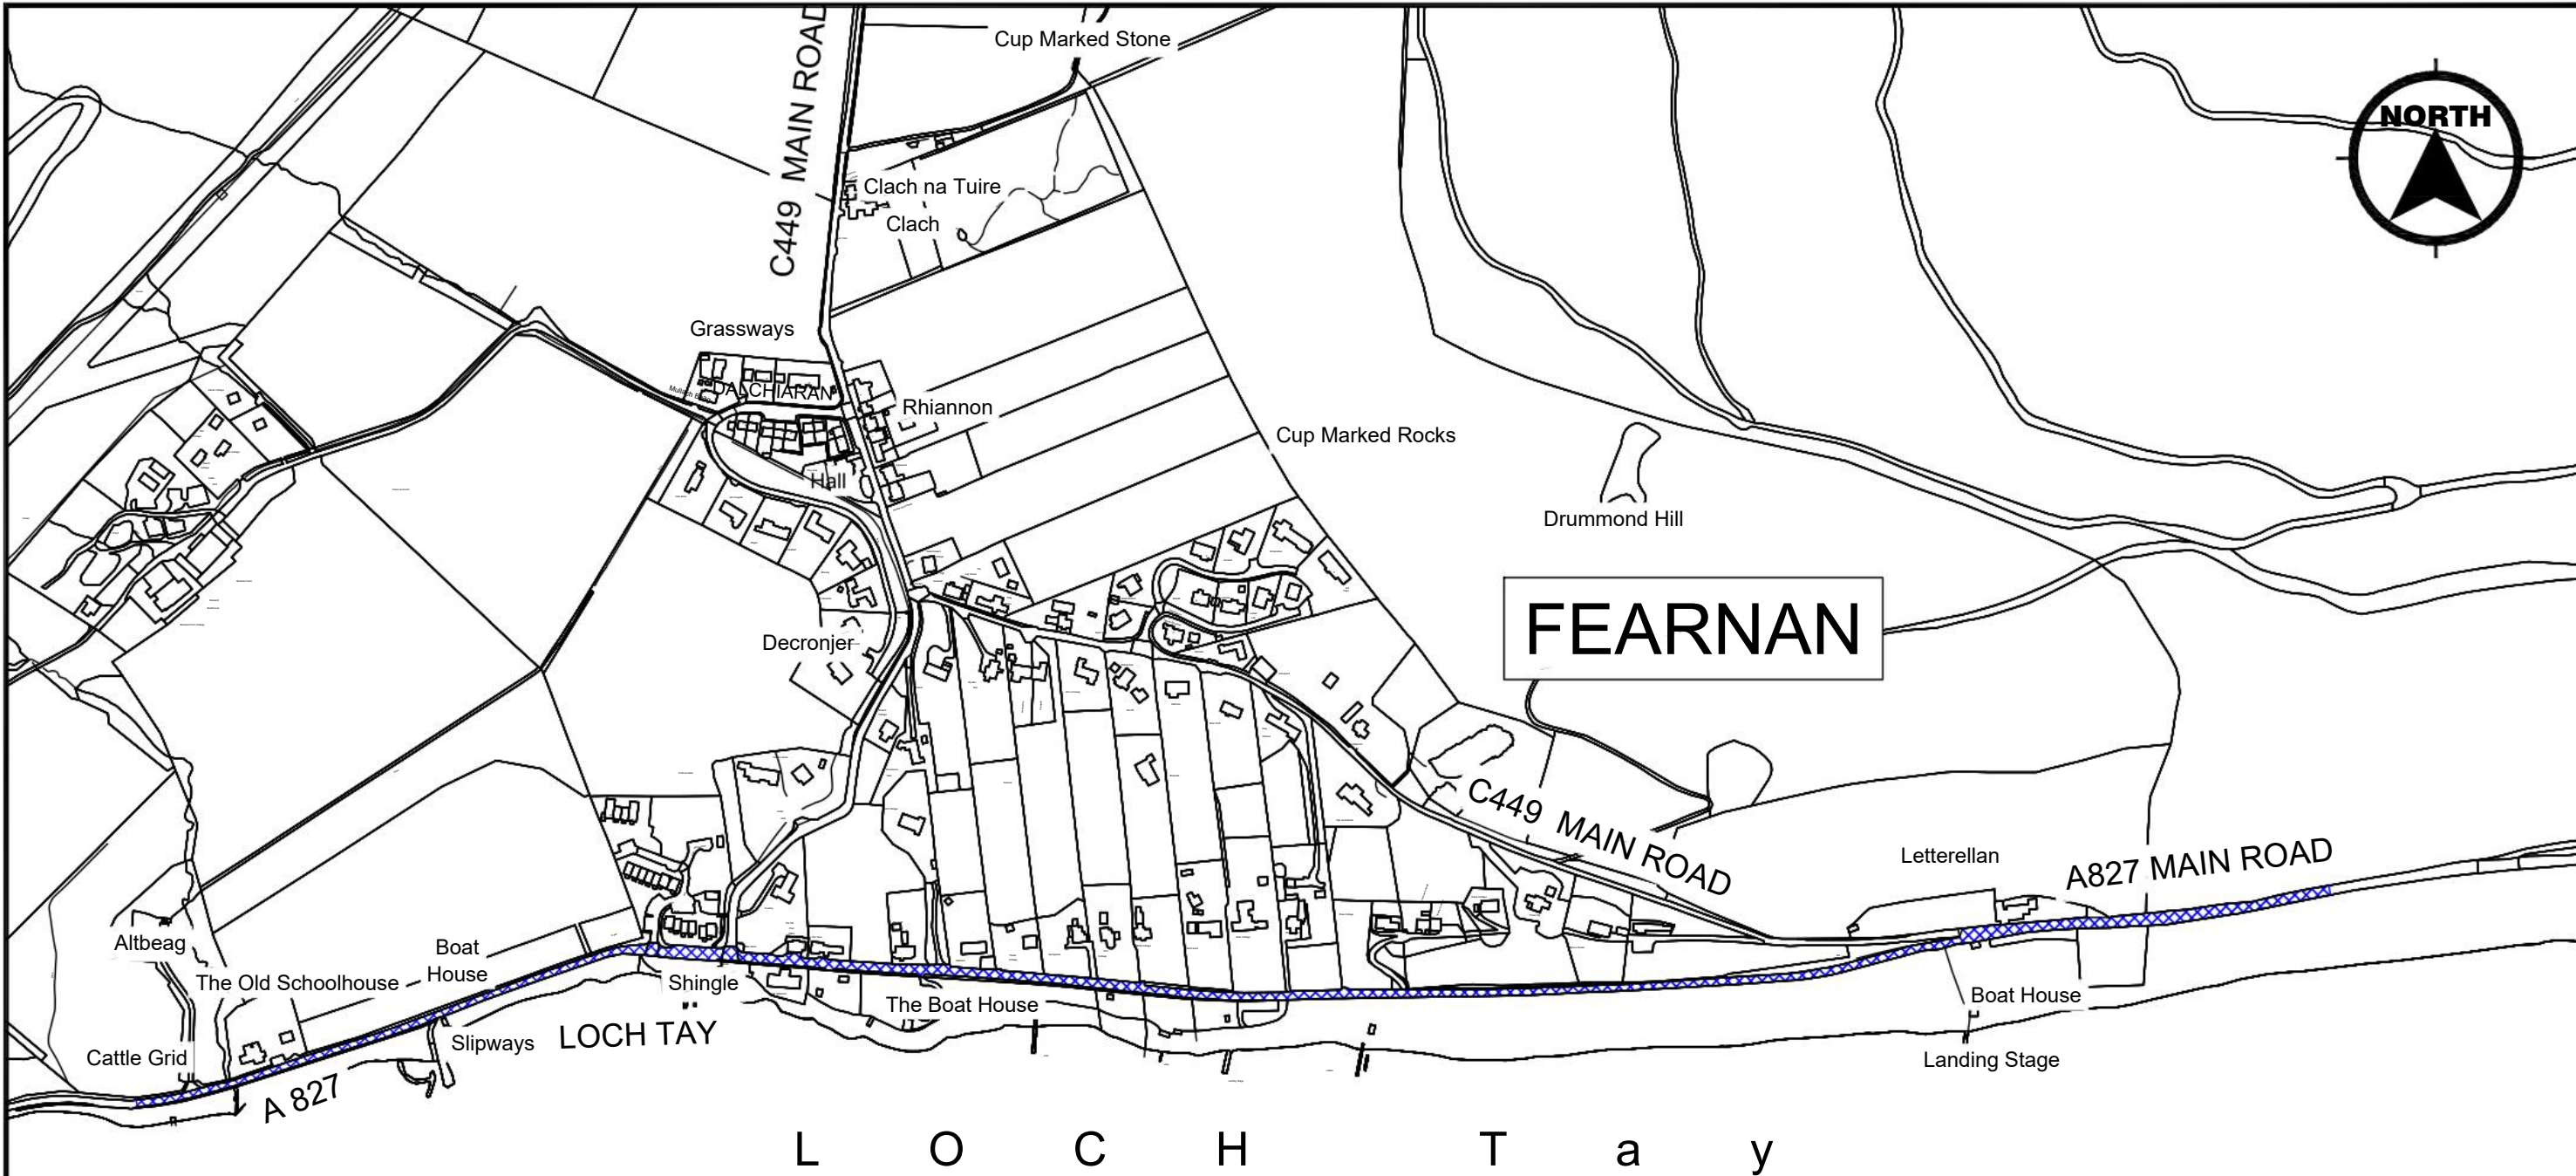 C449 MAIN ROAD
Cup Marked Stone
NORTH
Clach na Tuire
Clach
Grassways
DALCHIARAN
Rhiannon
Cup Marked Rocks
Hall
Drummond Hill
FEARNAN
Decronjer
C449 MAIN ROAD
Letterellan
A827 MAIN ROAD
Altbeag
Boat
House
The Old Schoolhouse
Shingle
The Boat House
Boat House
Slipways
LOCH TAY
Cattle Grid
Landing Stage
A 827
L O C H T a y